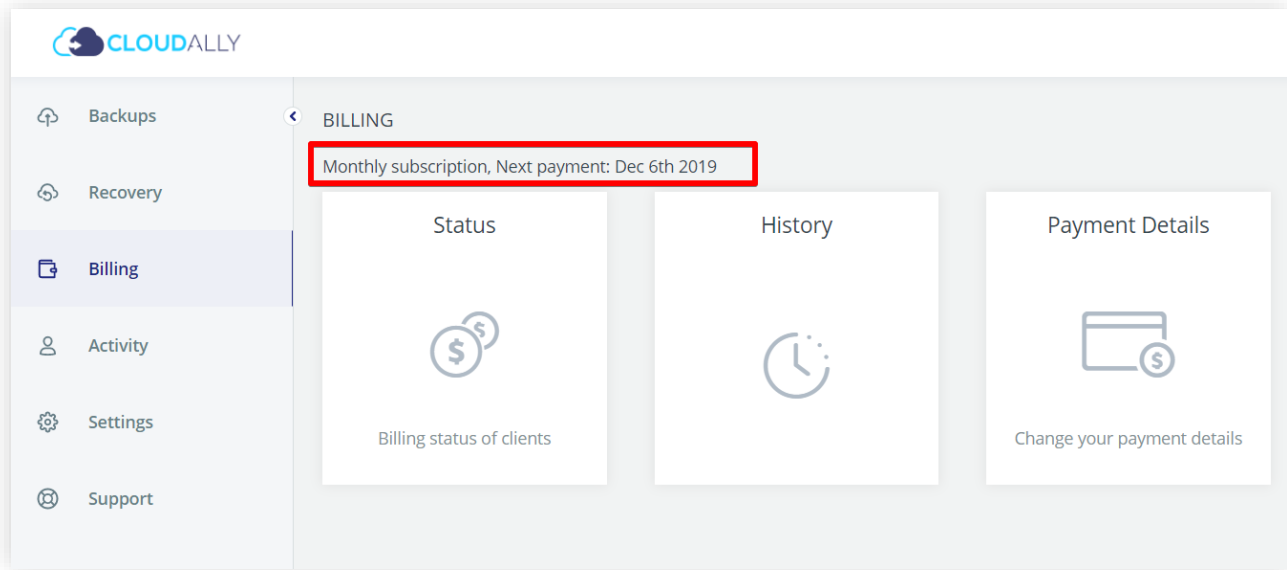 CLOUDALLY
Backups
Recovery
Billing
Activity
Settings
Support
BILLING
Monthly subscription, Next payment: Dec 6th 2019
Status
$ $
Billing status of clients
History
Payment Details
$
Change your payment details